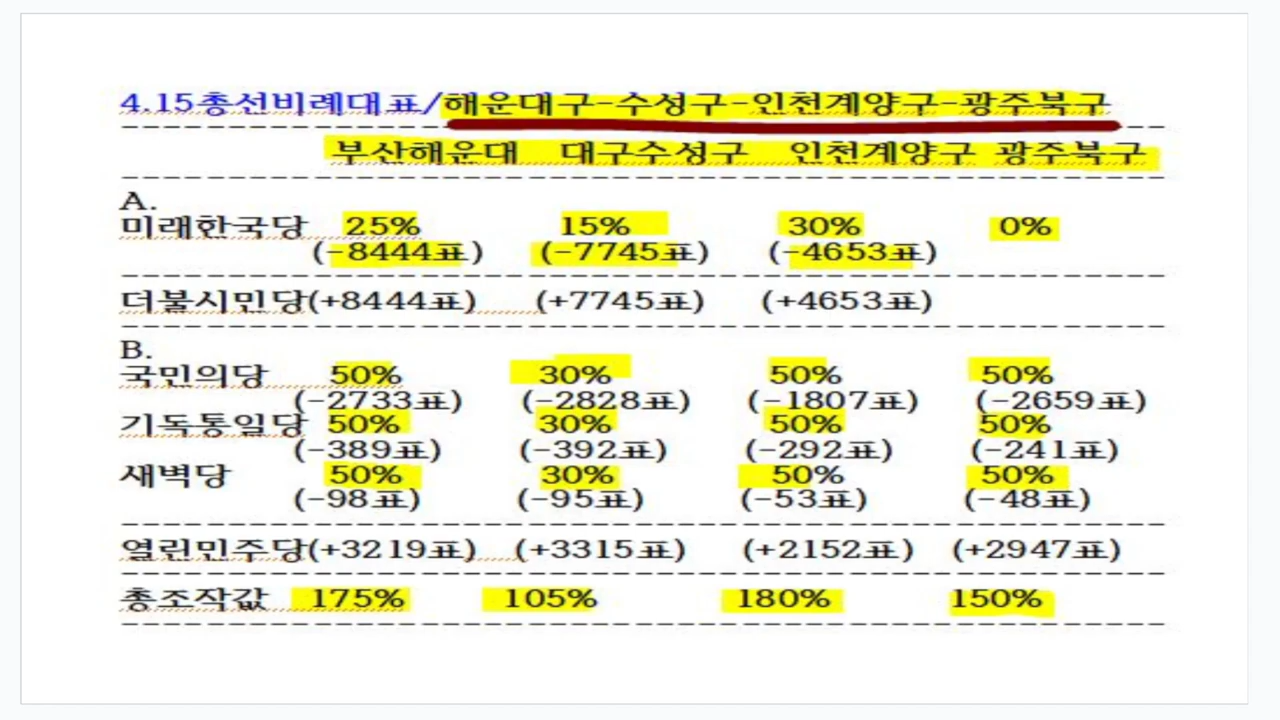 4.15총선비례대표/해운대구-수성구-인천계양구-광주북구
부산해운대 대구수성구 인천계양구 광주북구
A.
미래한국당 25% 15% 30% 0%
(-8444표) (-7745표) (-4653표)
더불시민당(+8444표) (+7745표) (+4653표)
B.
국민의당 50% 30% 50% 50%
(-2733표) (-2828표) (-1807표) (-2659표)
기독통일당 50% 30% 50% 50%
(-389표) (-392표) (-292표) (-241표)
새벽당 50% 30% 50% 50%
(-98표) (-95표) (-53표) (-48표)
열린민주당(+3219표) (+3315표) (+2152표) (+2947표)
총조작값 175% 105% 180% 150%